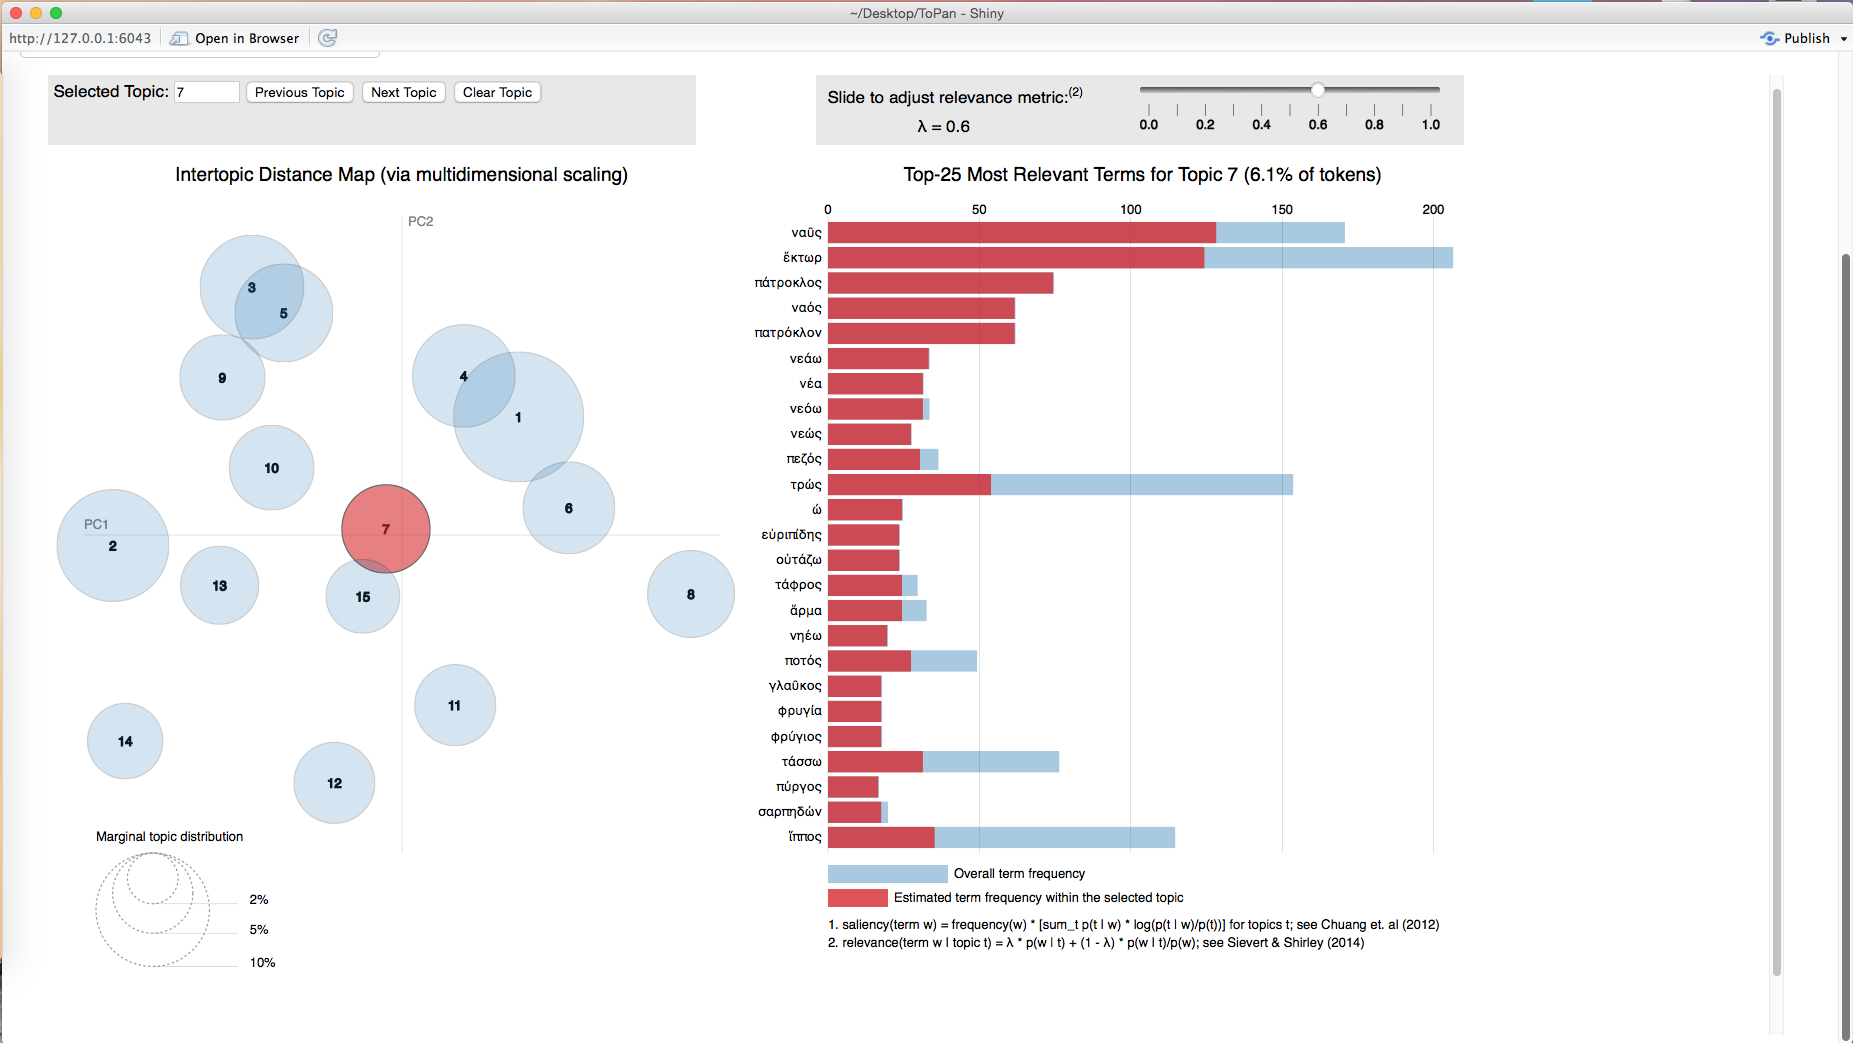 ~/Desktop/ToPan - Shiny
http://127.0.0.1:6043 Open in Browser Publish
Selected Topic: 7 Previous Topic Next Topic Clear Topic
Slide to adjust relevance metric:(2)
λ = 0.6
0.0 0.2 0.4 0.6 0.8 1.0
Intertopic Distance Map (via multidimensional scaling)
PC2
PC1
3
5
9
4
1
10
6
7
2
13
15
8
11
14
12
Marginal topic distribution
2%
5%
10%
Top-25 Most Relevant Terms for Topic 7 (6.1% of tokens)
0 50 100 150 200
ναῦς
ἕκτωρ
πάτροκλος
ναός
πατρόκλον
νεάω
νέα
νεόω
νεώς
πεζός
τρώς
ώ
εὐριπίδης
οὐτάζω
τάφρος
ἅρμα
νηέω
ποτός
γλαῦκος
φρυγία
φρύγιος
τάσσω
πύργος
σαρπηδών
ἵππος
Overall term frequency
Estimated term frequency within the selected topic
1. saliency(term w) = frequency(w) * [sum_t p(t | w) * log(p(t | w)/p(t))] for topics t; see Chuang et. al (2012)
2. relevance(term w | topic t) = λ * p(w | t) + (1 - λ) * p(w | t)/p(w); see Sievert & Shirley (2014)